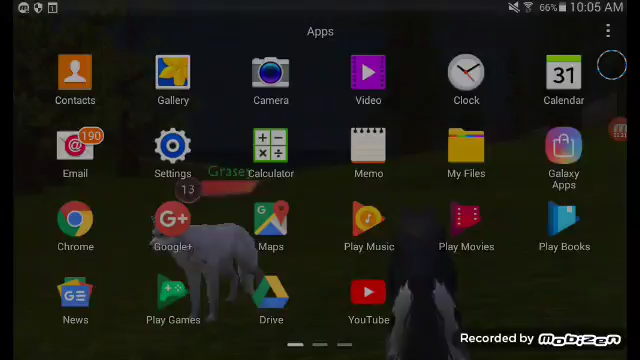 66% 10:05 AM
Apps
31
Contacts
Gallery
Camera
Video
Clock
Calendar
190
@
Email
Settings
Calculator
Memo
My Files
Galaxy
Apps
Grase
13
G+
Chrome
Google+
Maps
Play Music
Play Movies
Play Books
GE
News
Play Games
Drive
YouTube
Recorded by MOBIZEN